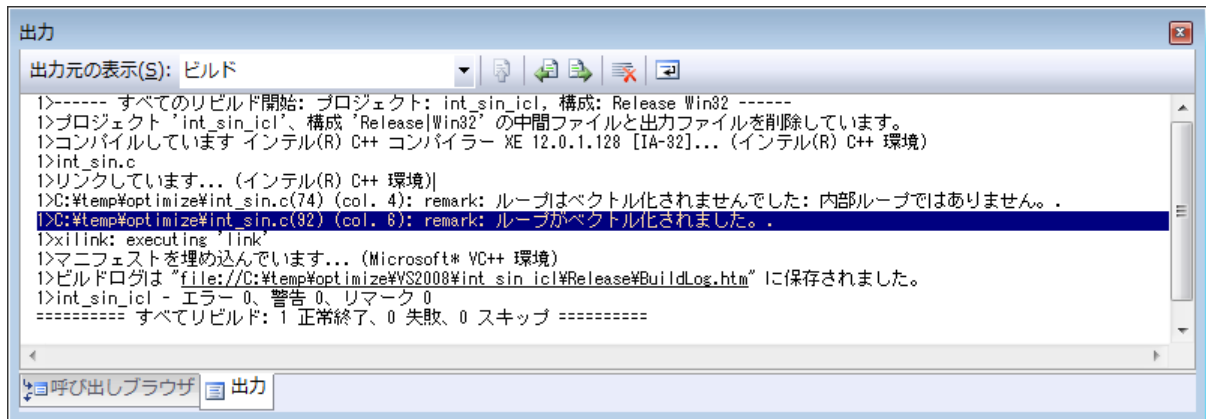 出力
出力元の表示(S): ビルド
1>------ すべてのリビルド開始: プロジェクト: int_sin_icl, 構成: Release Win32 ------
1>プロジェクト 'int_sin_icl'、構成 'Release|Win32' の中間ファイルと出力ファイルを削除しています。
1>コンパイルしています インテル(R) C++ コンパイラー XE 12.0.1.128 [IA-32]... (インテル(R) C++ 環境)
1>int_sin.c
1>リンクしています... (インテル(R) C++ 環境)
1>C:¥temp¥optimize¥int_sin.c(74) (col. 4): remark: ループはベクトル化されませんでした: 内部ループではありません。.
1>C:¥temp¥optimize¥int_sin.c(92) (col. 6): remark: ループがベクトル化されました。.
1>xilink: executing 'link'
1>マニフェストを埋め込んでいます... (Microsoft* VC++ 環境)
1>ビルドログは "file://C:¥temp¥optimize¥VS2008¥int_sin_icl¥Release¥BuildLog.htm" に保存されました。
1>int_sin_icl - エラー 0、警告 0、リマーク 0
========== すべてリビルド: 1 正常終了、0 失敗、0 スキップ ==========
呼び出しブラウザ 出力